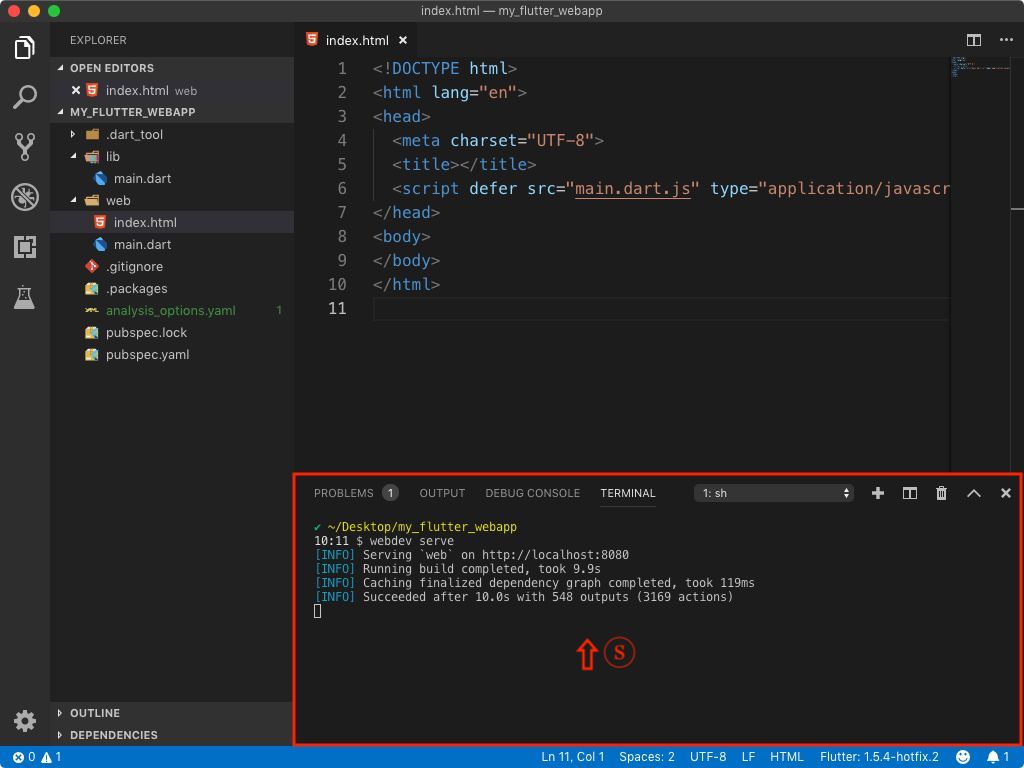 index.html — my_flutter_webapp
EXPLORER
OPEN EDITORS
index.html web
MY_FLUTTER_WEBAPP
.dart_tool
lib
main.dart
web
index.html
main.dart
.gitignore
.packages
analysis_options.yaml 1
pubspec.lock
pubspec.yaml
OUTLINE
DEPENDENCIES
index.html
1 <!DOCTYPE html>
2 <html lang="en">
3 <head>
4 <meta charset="UTF-8">
5 <title></title>
6 <script defer src="main.dart.js" type="application/javascr
7 </head>
8 <body>
9 </body>
10 </html>
11
PROBLEMS 1 OUTPUT DEBUG CONSOLE TERMINAL 1: sh
✔ ~/Desktop/my_flutter_webapp
10:11 $ webdev serve
[INFO] Serving `web` on http://localhost:8080
[INFO] Running build completed, took 9.9s
[INFO] Caching finalized dependency graph completed, took 119ms
[INFO] Succeeded after 10.0s with 548 outputs (3169 actions)
S
0 1 Ln 11, Col 1 Spaces: 2 UTF-8 LF HTML Flutter: 1.5.4-hotfix.2 1